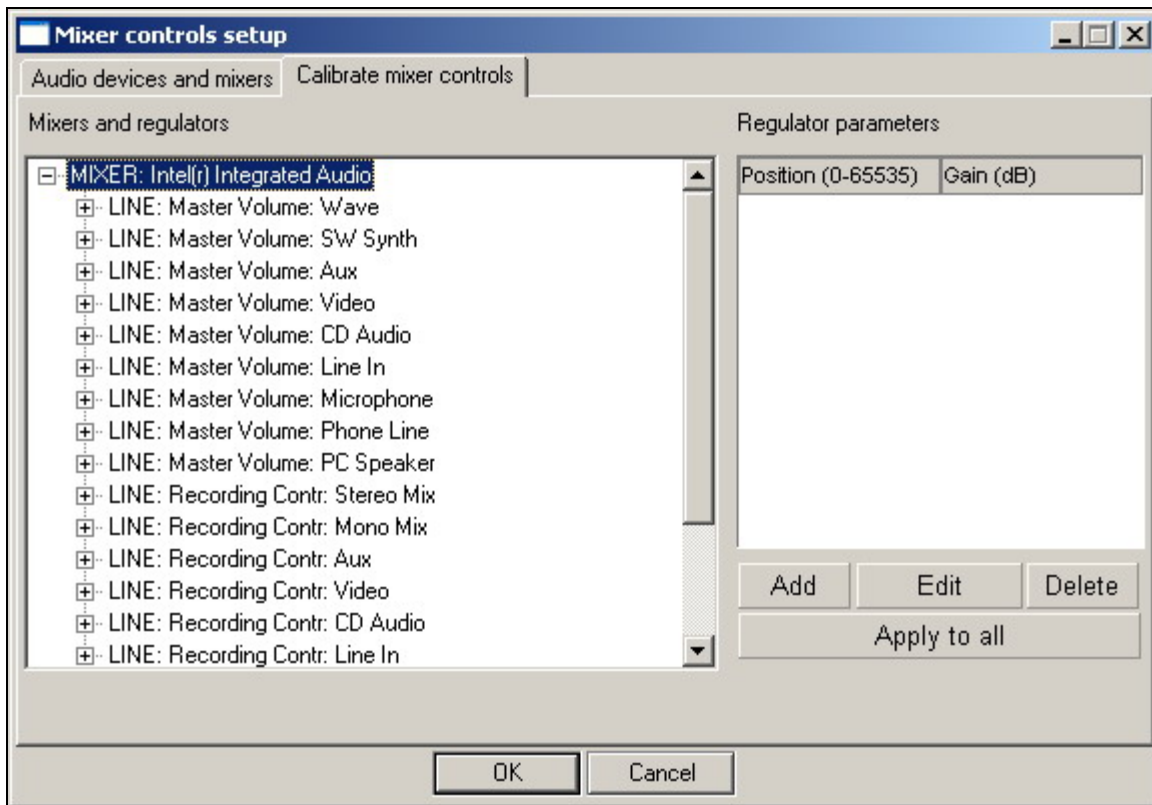 Mixer controls setup
Audio devices and mixers
Calibrate mixer controls
Mixers and regulators
MIXER: Intel(r) Integrated Audio
LINE: Master Volume: Wave
LINE: Master Volume: SW Synth
LINE: Master Volume: Aux
LINE: Master Volume: Video
LINE: Master Volume: CD Audio
LINE: Master Volume: Line In
LINE: Master Volume: Microphone
LINE: Master Volume: Phone Line
LINE: Master Volume: PC Speaker
LINE: Recording Contr: Stereo Mix
LINE: Recording Contr: Mono Mix
LINE: Recording Contr: Aux
LINE: Recording Contr: Video
LINE: Recording Contr: CD Audio
LINE: Recording Contr: Line In
Regulator parameters
Position (0-65535) Gain (dB)
Add Edit Delete
Apply to all
OK Cancel